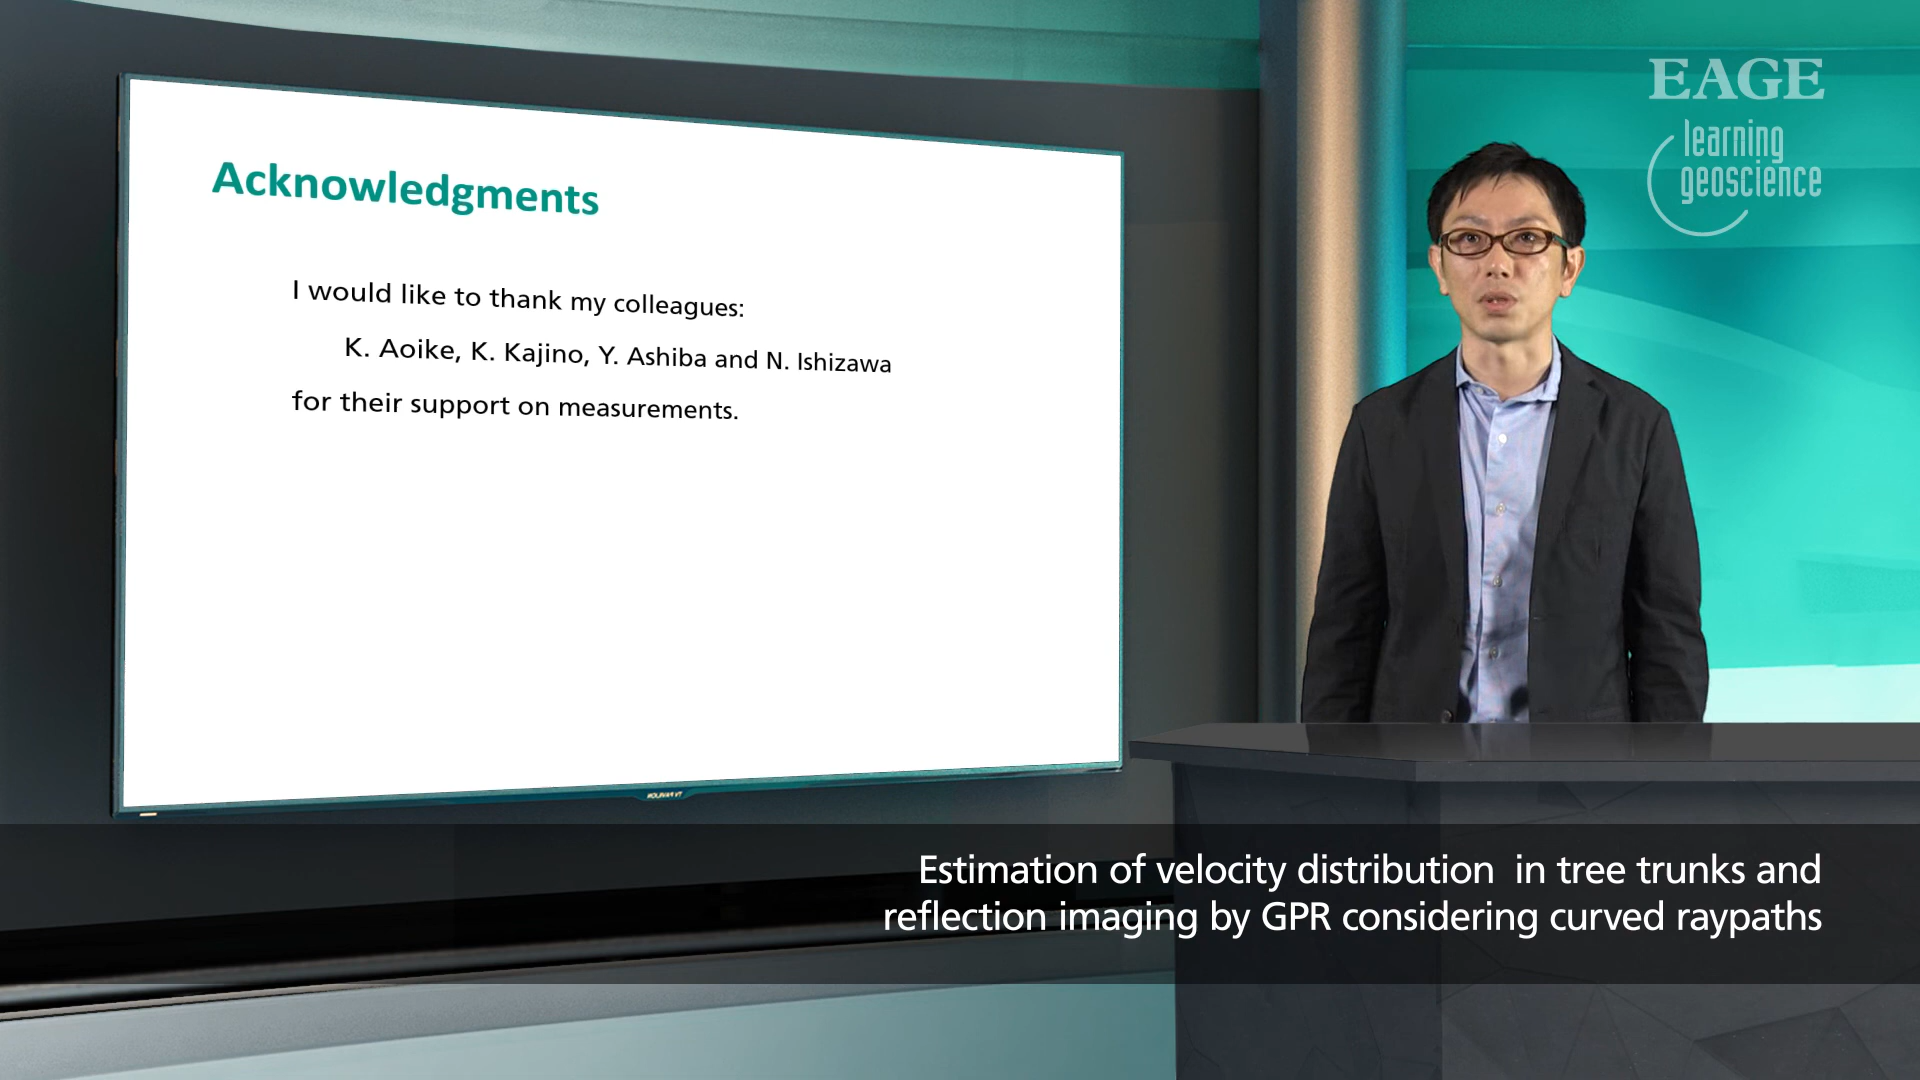 EAGE
learning
geoscience
Acknowledgments
I would like to thank my colleagues:
K. Aoike, K. Kajino, Y. Ashiba and N. Ishizawa
for their support on measurements.
Estimation of velocity distribution in tree trunks and
reflection imaging by GPR considering curved raypaths